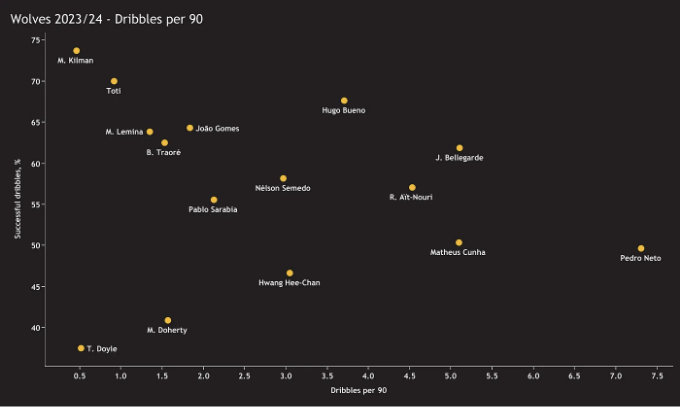 Wolves 2023/24 - Dribbles per 90
75
M. Kilman
70
Toti
Hugo Bueno
65
M. Lemina
João Gomes
B. Traoré
J. Bellegarde
60
Nélson Semedo
R. Aït-Nouri
55
Pablo Sarabia
50
Matheus Cunha
Pedro Neto
45
Hwang Hee-Chan
40
M. Doherty
T. Doyle
Successful dribbles, %
0.5 1.0 1.5 2.0 2.5 3.0 3.5 4.0 4.5 5.0 5.5 6.0 6.5 7.0 7.5
Dribbles per 90